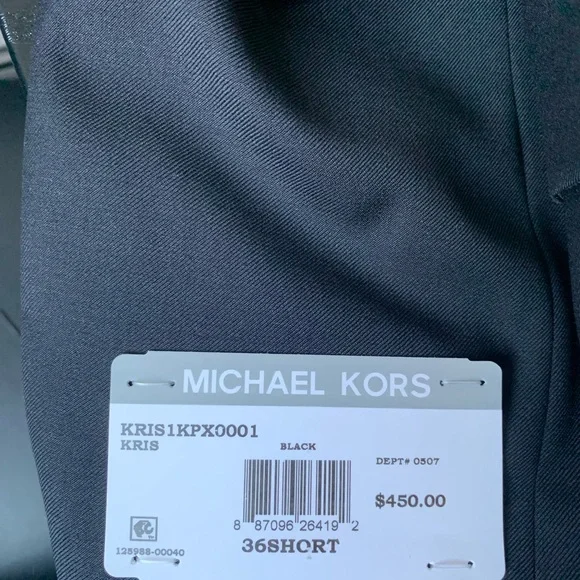 MICHAEL KORS
KRIS1KPX0001
KRIS
BLACK
DEPT# 0507
$450.00
8 87096 26419 2
36SHORT
125988-00040